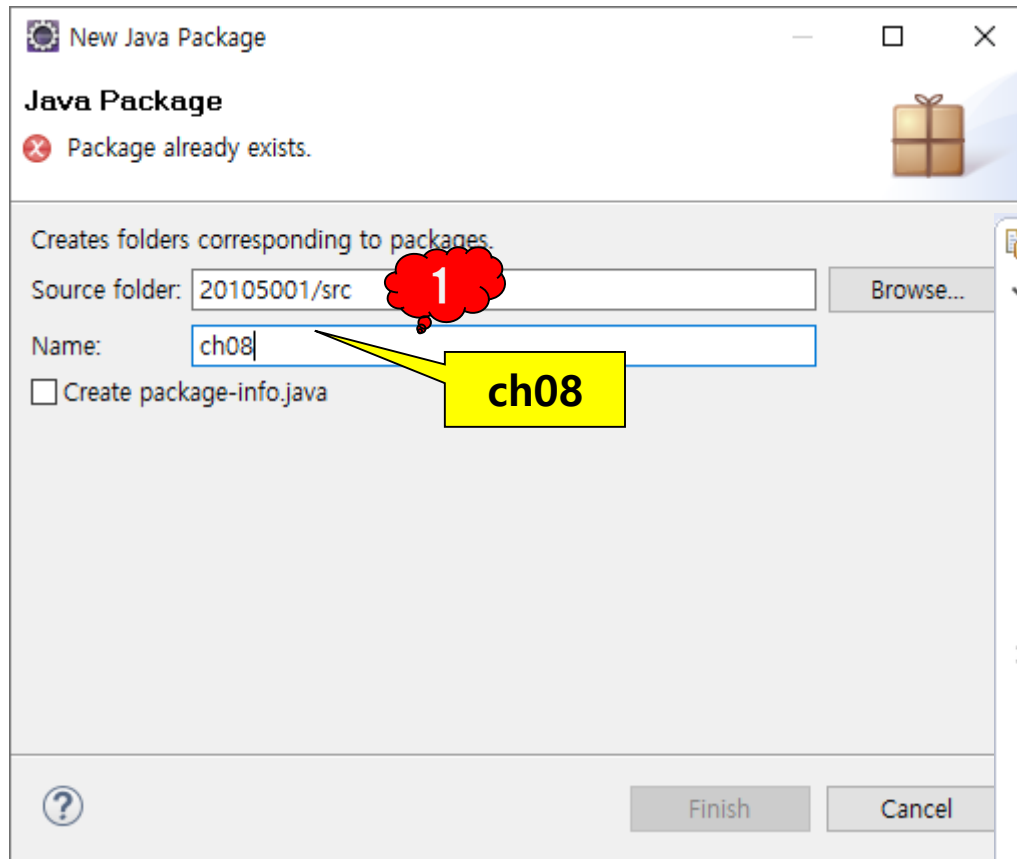 New Java Package
Java Package
Package already exists.
Creates folders corresponding to packages.
Source folder: 20105001/src 1 Browse...
Name: ch08
ch08
Create package-info.java
? Finish Cancel